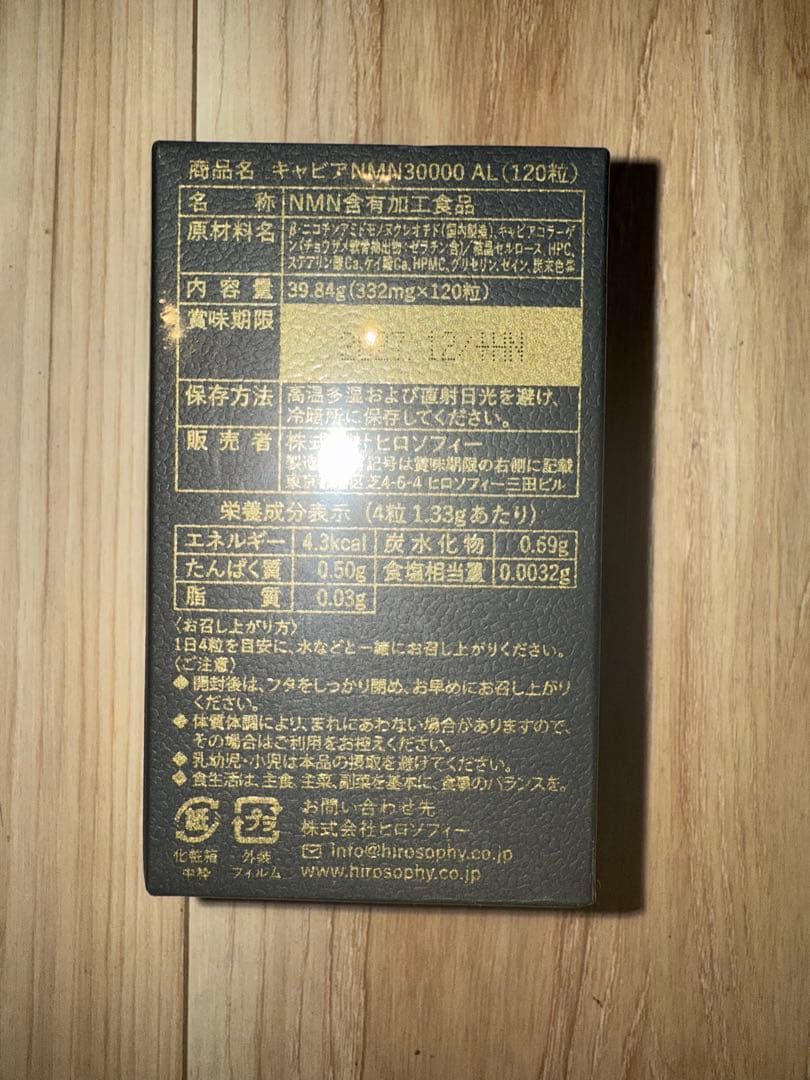 商品名 キャビアNMN30000 AL(120粒)
名称 NMN含有加工食品
原材料名 β-ニコチンアミドモノヌクレオチド(国内製造)、キャビアコラーゲ
ン(チョウザメ軟骨抽出物・ゼラチン含)/結晶セルロース、HPC、
ステアリン酸Ca、ケイ酸Ca、HPMC、グリセリン、ゼイン、炭末色素
内容量 39.84g(332mg×120粒)
賞味期限
12/4HN
保存方法 高温多湿および直射日光を避け、
冷暗所に保存してください。
販売者 株式会社ヒロソフィー
製造 記号は賞味期限の右側に記載
東京 区芝4-6-4 ヒロソフィー三田ビル
栄養成分表示 (4粒 1.33gあたり)
エネルギー 4.3kcal 炭水化物 0.69g
たんぱく質 0.50g 食塩相当量 0.0032g
脂質 0.03g
〈お召し上がり方〉
1日4粒を目安に、水などと一緒にお召し上がりください。
〈ご注意〉
◆開封後は、フタをしっかり閉め、お早めにお召し上がり
ください。
◆体質体調により、まれにあわない場合がありますので、
その場合はご利用をお控えください。
◆乳幼児・小児は本品の摂取を避けてください。
◆食生活は、主食、主菜、副菜を基本に、食事のバランスを。
紙 プラ
化粧箱 外装
中枠 フィルム
お問い合わせ先
株式会社ヒロソフィー
info@hirosophy.co.jp
www.hirosophy.co.jp